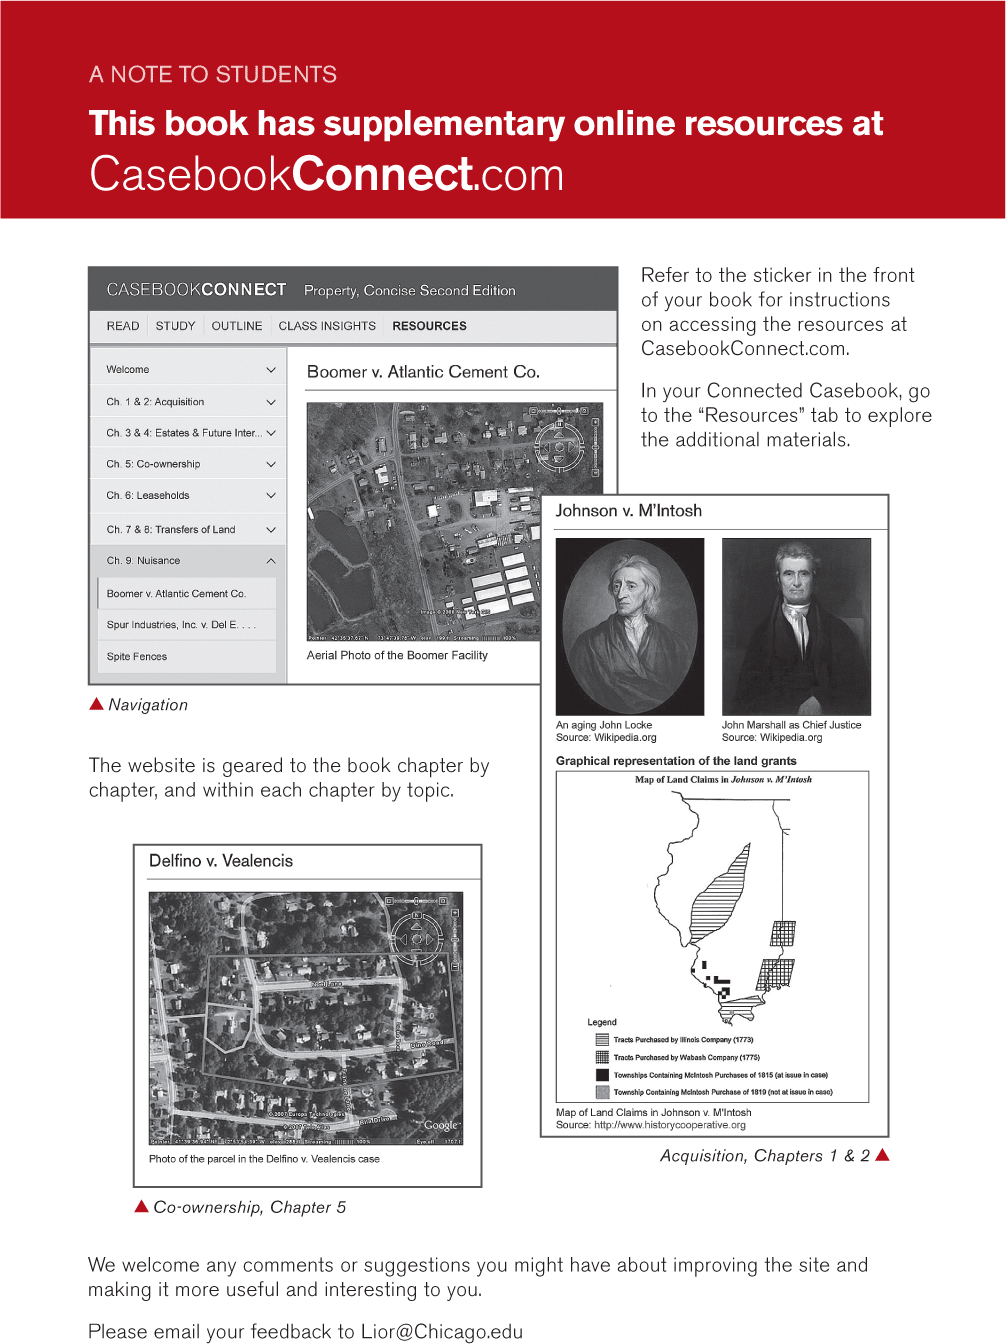 A NOTE TO STUDENTS
This book has supplementary online resources at
CasebookConnect.com
CASEBOOKCONNECT Property, Concise Second Edition
READ STUDY OUTLINE CLASS INSIGHTS RESOURCES
Welcome
Ch. 1 & 2: Acquisition
Ch. 3 & 4: Estates & Future Inter...
Ch. 5: Co-ownership
Ch. 6: Leaseholds
Ch. 7 & 8: Transfers of Land
Ch. 9. Nuisance
Boomer v. Atlantic Cement Co.
Spur Industries, Inc. v. Del E. . . .
Spite Fences
Boomer v. Atlantic Cement Co.
Aerial Photo of the Boomer Facility
Navigation
Refer to the sticker in the front
of your book for instructions
on accessing the resources at
CasebookConnect.com.
In your Connected Casebook, go
to the “Resources” tab to explore
the additional materials.
Johnson v. M’Intosh
An aging John Locke
Source: Wikipedia.org
John Marshall as Chief Justice
Source: Wikipedia.org
Graphical representation of the land grants
Map of Land Claims in Johnson v. M’Intosh
Legend
Tracts Purchased by Illinois Company (1773)
Tracts Purchased by Wabash Company (1775)
Townships Containing McIntosh Purchases of 1815 (at issue in case)
Township Containing McIntosh Purchase of 1819 (not at issue in case)
Map of Land Claims in Johnson v. M'Intosh
Source: http://www.historycooperative.org
Acquisition, Chapters 1 & 2
The website is geared to the book chapter by
chapter, and within each chapter by topic.
Delfino v. Vealencis
Google
Photo of the parcel in the Delfino v. Vealencis case
Co-ownership, Chapter 5
We welcome any comments or suggestions you might have about improving the site and
making it more useful and interesting to you.
Please email your feedback to Lior@Chicago.edu